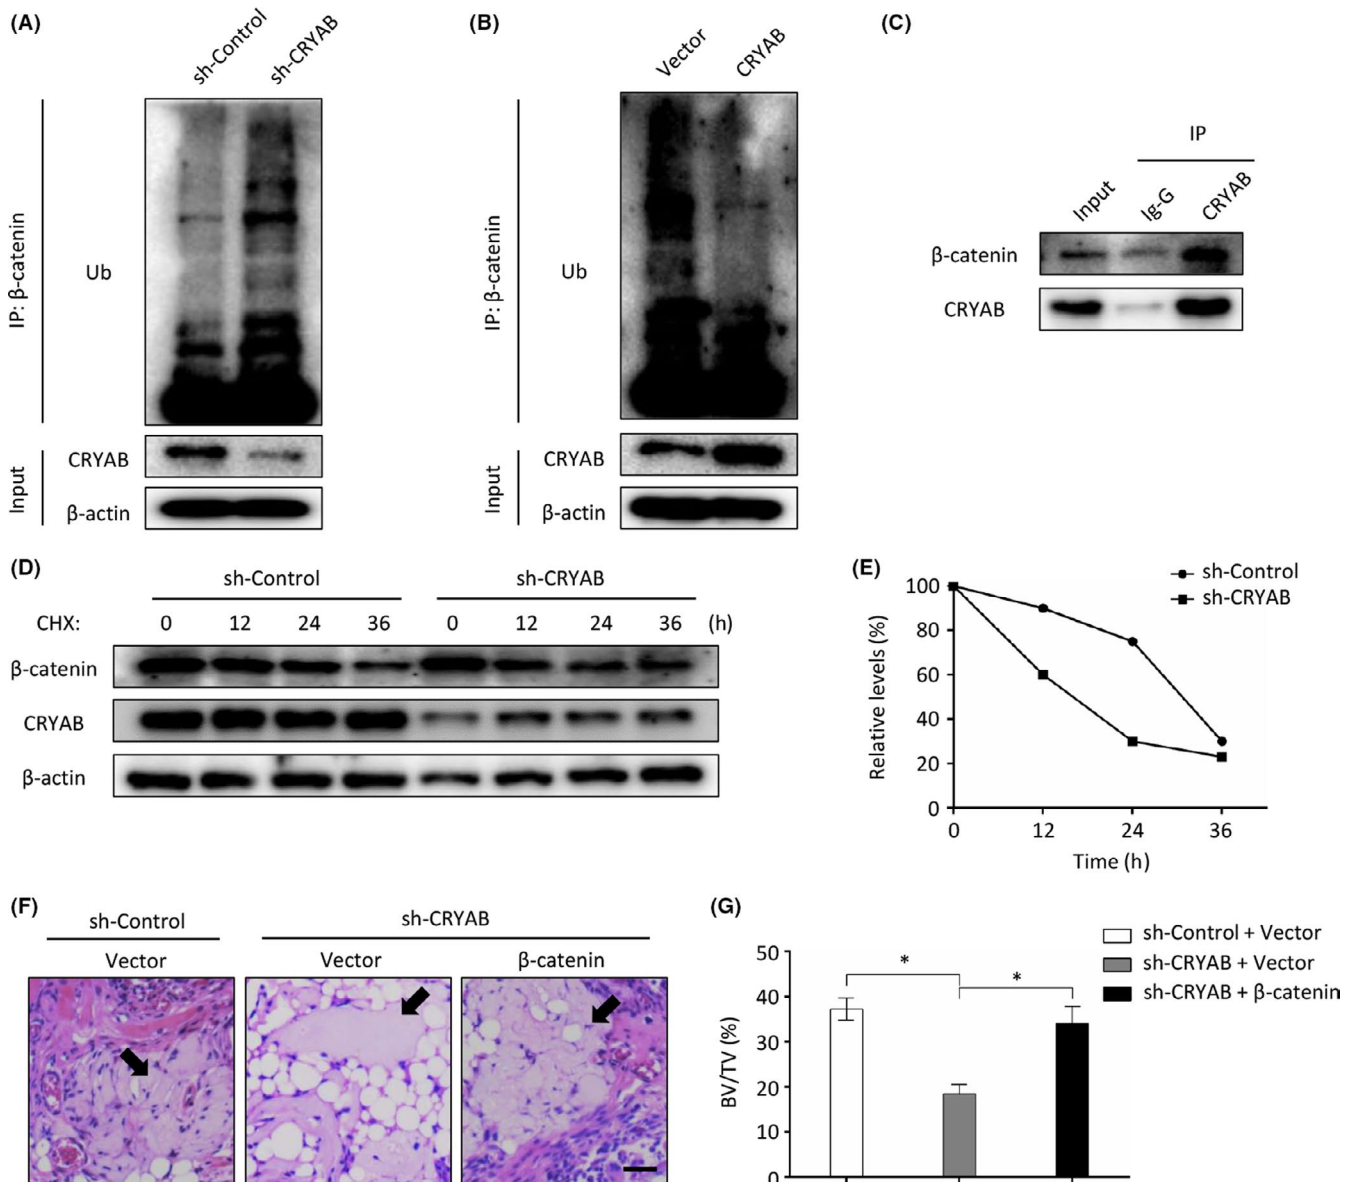 (A)
sh-Control
sh-CRYAB
IP: β-catenin
Ub
Input
CRYAB
β-actin
(B)
Vector
CRYAB
IP: β-catenin
Ub
Input
CRYAB
β-actin
(C)
IP
Input
Ig-G
CRYAB
β-catenin
CRYAB
(D)
sh-Control sh-CRYAB
CHX: 0 12 24 36 0 12 24 36 (h)
β-catenin
CRYAB
β-actin
(E)
sh-Control
sh-CRYAB
Relative levels (%)
100
80
60
40
20
0
0 12 24 36
Time (h)
(F)
sh-Control sh-CRYAB
Vector Vector β-catenin
(G)
sh-Control + Vector
sh-CRYAB + Vector
sh-CRYAB + β-catenin
BV/TV (%)
50
40
30
20
10
0
* *